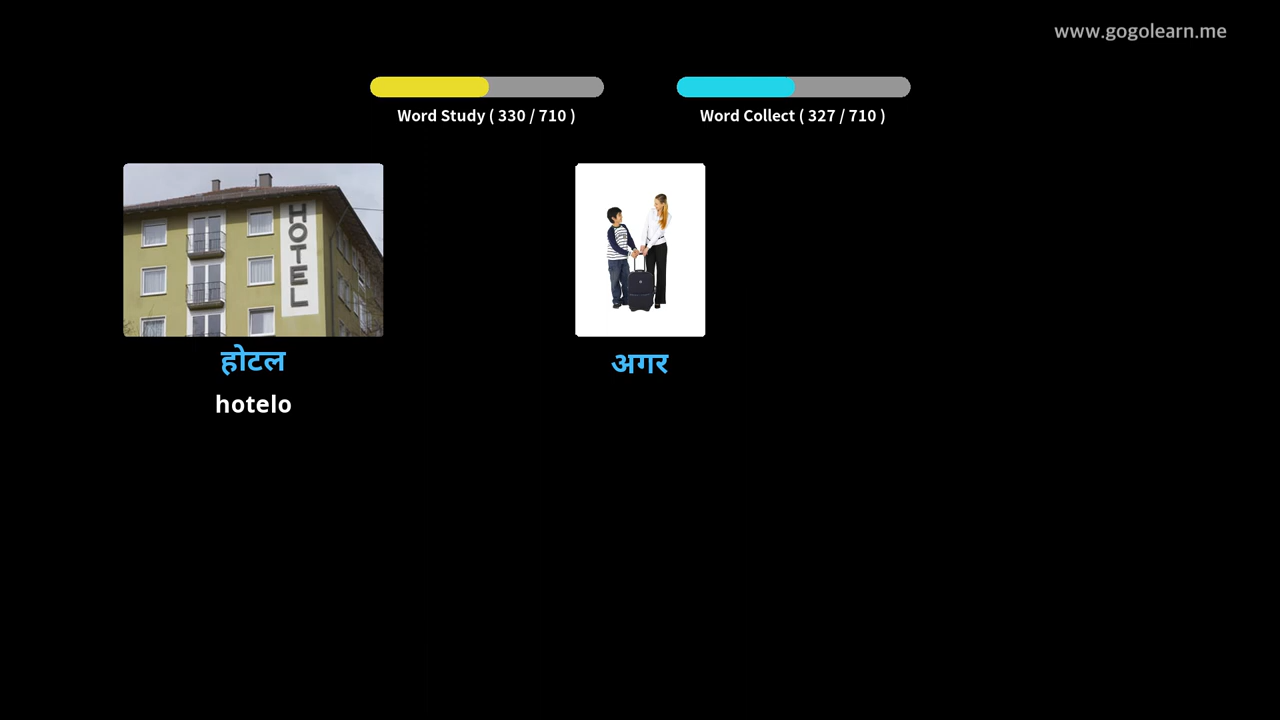 www.gogolearn.me
Word Study ( 330 / 710 )
Word Collect ( 327 / 710 )
HOTEL
होटल
अगर
hotelo